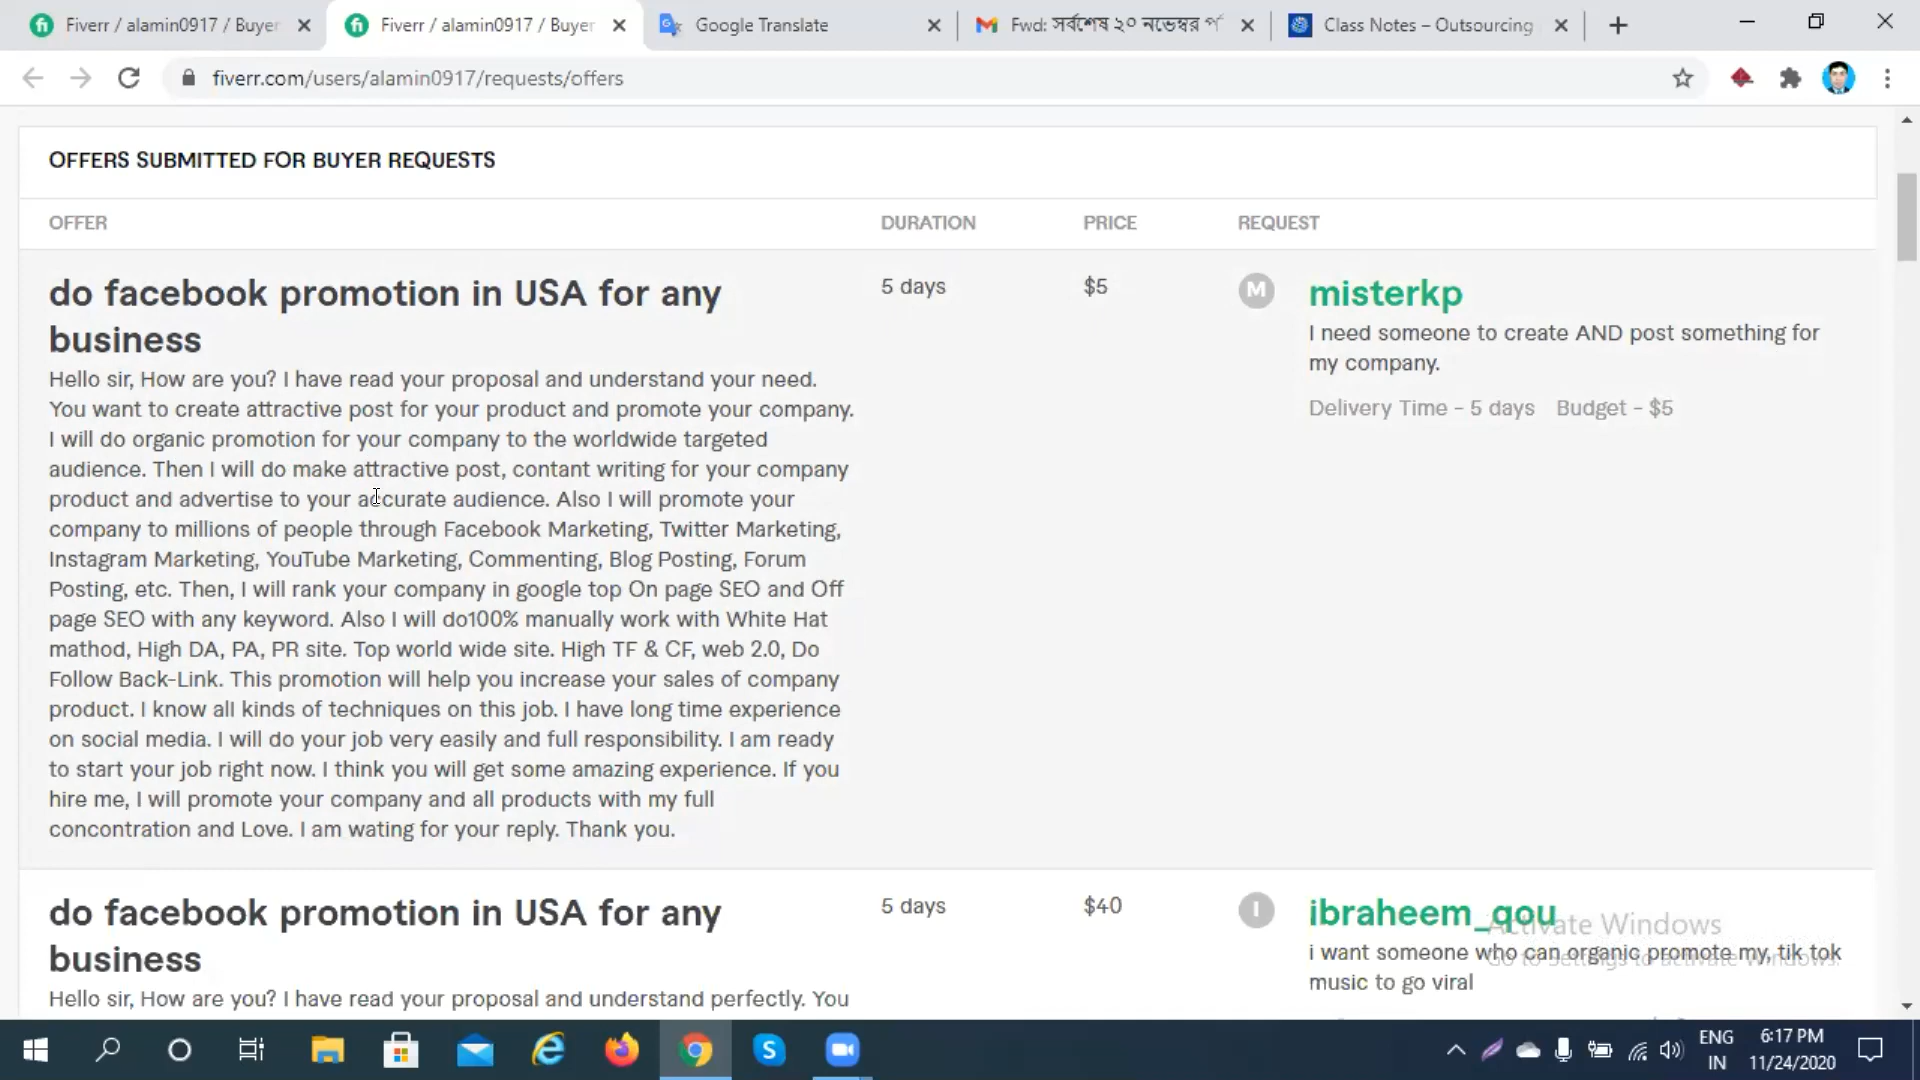 Fiverr / alamin0917 / Buyer
Fiverr / alamin0917 / Buyer
Google Translate
Fwd: সর্বশেষ ২০ নভেম্বর
Class Notes – Outsourcing
fiverr.com/users/alamin0917/requests/offers
OFFERS SUBMITTED FOR BUYER REQUESTS
OFFER DURATION PRICE REQUEST
do facebook promotion in USA for any
business
Hello sir, How are you? I have read your proposal and understand your need.
You want to create attractive post for your product and promote your company.
I will do organic promotion for your company to the worldwide targeted
audience. Then I will do make attractive post, contant writing for your company
product and advertise to your accurate audience. Also I will promote your
company to millions of people through Facebook Marketing, Twitter Marketing,
Instagram Marketing, YouTube Marketing, Commenting, Blog Posting, Forum
Posting, etc. Then, I will rank your company in google top On page SEO and Off
page SEO with any keyword. Also I will do100% manually work with White Hat
mathod, High DA, PA, PR site. Top world wide site. High TF & CF, web 2.0, Do
Follow Back-Link. This promotion will help you increase your sales of company
product. I know all kinds of techniques on this job. I have long time experience
on social media. I will do your job very easily and full responsibility. I am ready
to start your job right now. I think you will get some amazing experience. If you
hire me, I will promote your company and all products with my full
concontration and Love. I am wating for your reply. Thank you.
5 days
$5
M
misterkp
I need someone to create AND post something for
my company.
Delivery Time - 5 days Budget - $5
do facebook promotion in USA for any
business
Hello sir, How are you? I have read your proposal and understand perfectly. You
5 days
$40
I
ibraheem_qou
i want someone who can organic promote my, tik tok
music to go viral
Activate Windows
Go to Settings to activate Windows.
ENG
IN
6:17 PM
11/24/2020